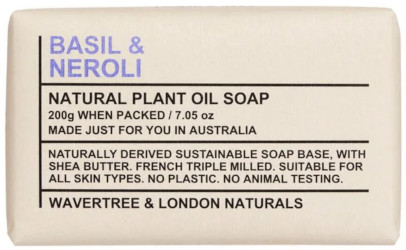 BASIL &
NEROLI
NATURAL PLANT OIL SOAP
200g WHEN PACKED / 7.05 oz
MADE JUST FOR YOU IN AUSTRALIA
NATURALLY DERIVED SUSTAINABLE SOAP BASE, WITH
SHEA BUTTER. FRENCH TRIPLE MILLED. SUITABLE FOR
ALL SKIN TYPES. NO PLASTIC. NO ANIMAL TESTING.
WAVERTREE & LONDON NATURALS